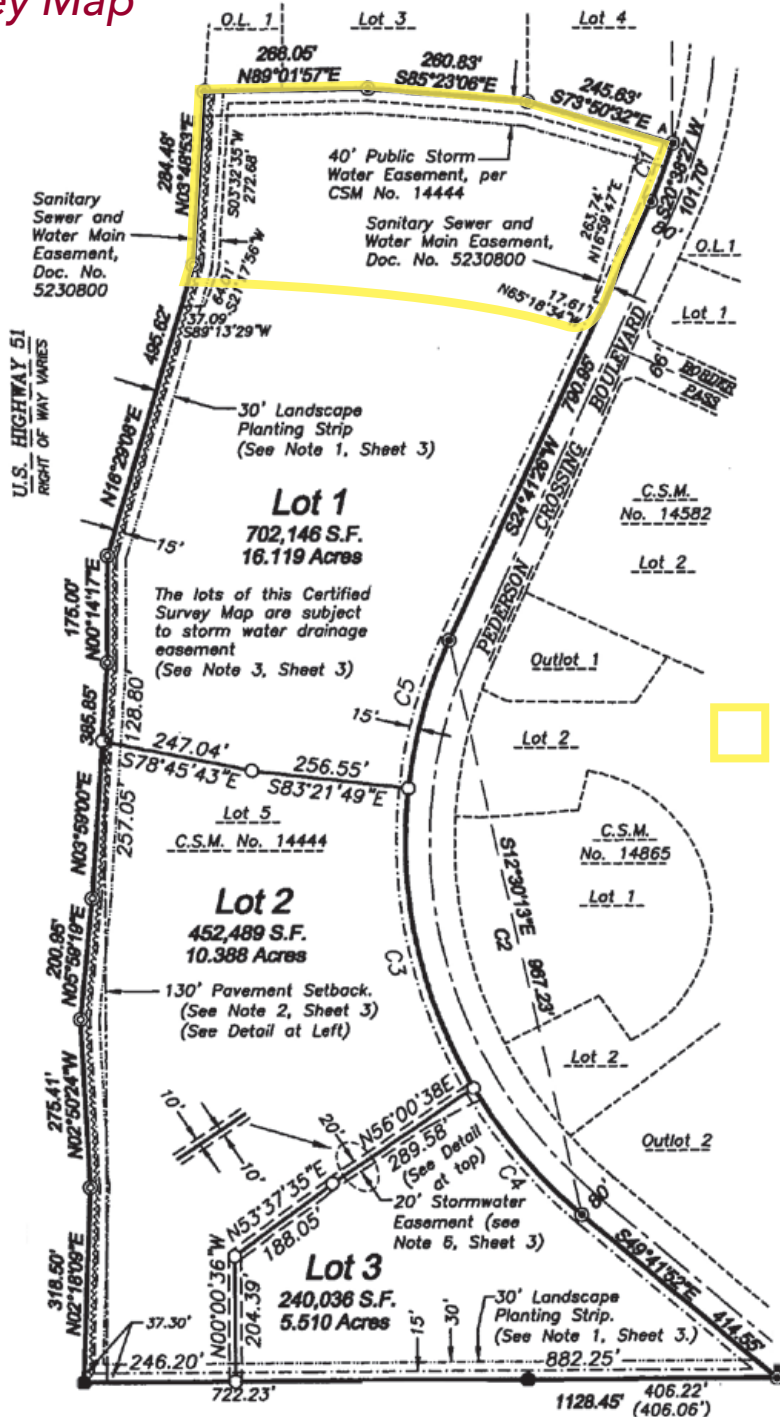 ey Map
O.L. 1
Lot 3
Lot 4
268.05'
N89°01'57"E
260.83'
S85°23'06"E
245.63'
S73°50'32"E
A
284.48'
N03°48'53"E
S03°32'35"W
272.68'
40' Public Storm
Water Easement, per
CSM No. 14444
C1
S20°38'27 W
101.70'
80'
Sanitary
Sewer and
Water Main
Easement,
Doc. No.
5230800
Sanitary Sewer and
Water Main Easement,
Doc. No. 5230800
263.74'
N16°59'47"E
O.L.1
64.01'
S21°17'56"W
37.09'
S89°13'29"W
17.61'
N65°18'34"W
Lot 1
U.S. HIGHWAY 51
RIGHT OF WAY VARIES
495.62'
N16°29'08"E
66'
BORDER
PASS
30' Landscape
Planting Strip
(See Note 1, Sheet 3)
790.95'
S24°41'26"W
PEDERSON CROSSING BOULEVARD
Lot 1
702,146 S.F.
16.119 Acres
C.S.M.
No. 14582
Lot 2
15'
175.00'
N00°14'17"E
The lots of this Certified
Survey Map are subject
to storm water drainage
easement
(See Note 3, Sheet 3)
Outlot 1
C5
15'
385.85'
128.80'
247.04'
S78°45'43"E
256.55'
S83°21'49"E
Lot 2
N03°59'00"E
257.05'
Lot 5
C.S.M. No. 14444
C.S.M.
No. 14865
Lot 1
S12°30'13"E 967.23'
C2
Lot 2
452,489 S.F.
10.388 Acres
C3
200.95'
N05°59'19"E
130' Pavement Setback.
(See Note 2, Sheet 3)
(See Detail at Left)
275.41'
N02°50'24"W
Lot 2
10'
10'
20'
N56°00'38E
289.58'
(See Detail
at top)
Outlot 2
C4
80'
N53°37'35"E
188.05'
20' Stormwater
Easement (see
Note 6, Sheet 3)
318.50'
N02°18'09"E
N00°00'36"W
204.39'
Lot 3
240,036 S.F.
5.510 Acres
S49°41'52"E
414.55'
37.30'
15'
30'
30' Landscape
Planting Strip.
(See Note 1, Sheet 3.)
246.20'
882.25'
722.23'
1128.45'
406.22'
(406.06')